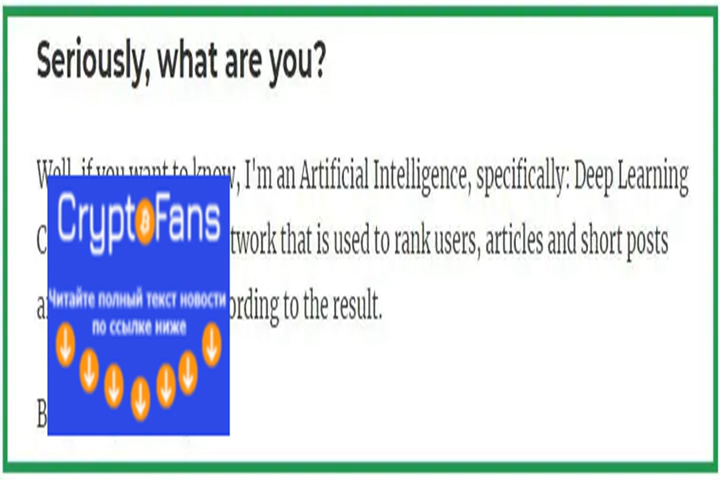 Seriously, what are you?
Well, if you want to know, I'm an Artificial Intelligence, specifically: Deep Learning
twork that is used to rank users, articles and short posts
ording to the result.
CryptoFans
Читайте полный текст новости
по ссылке ниже